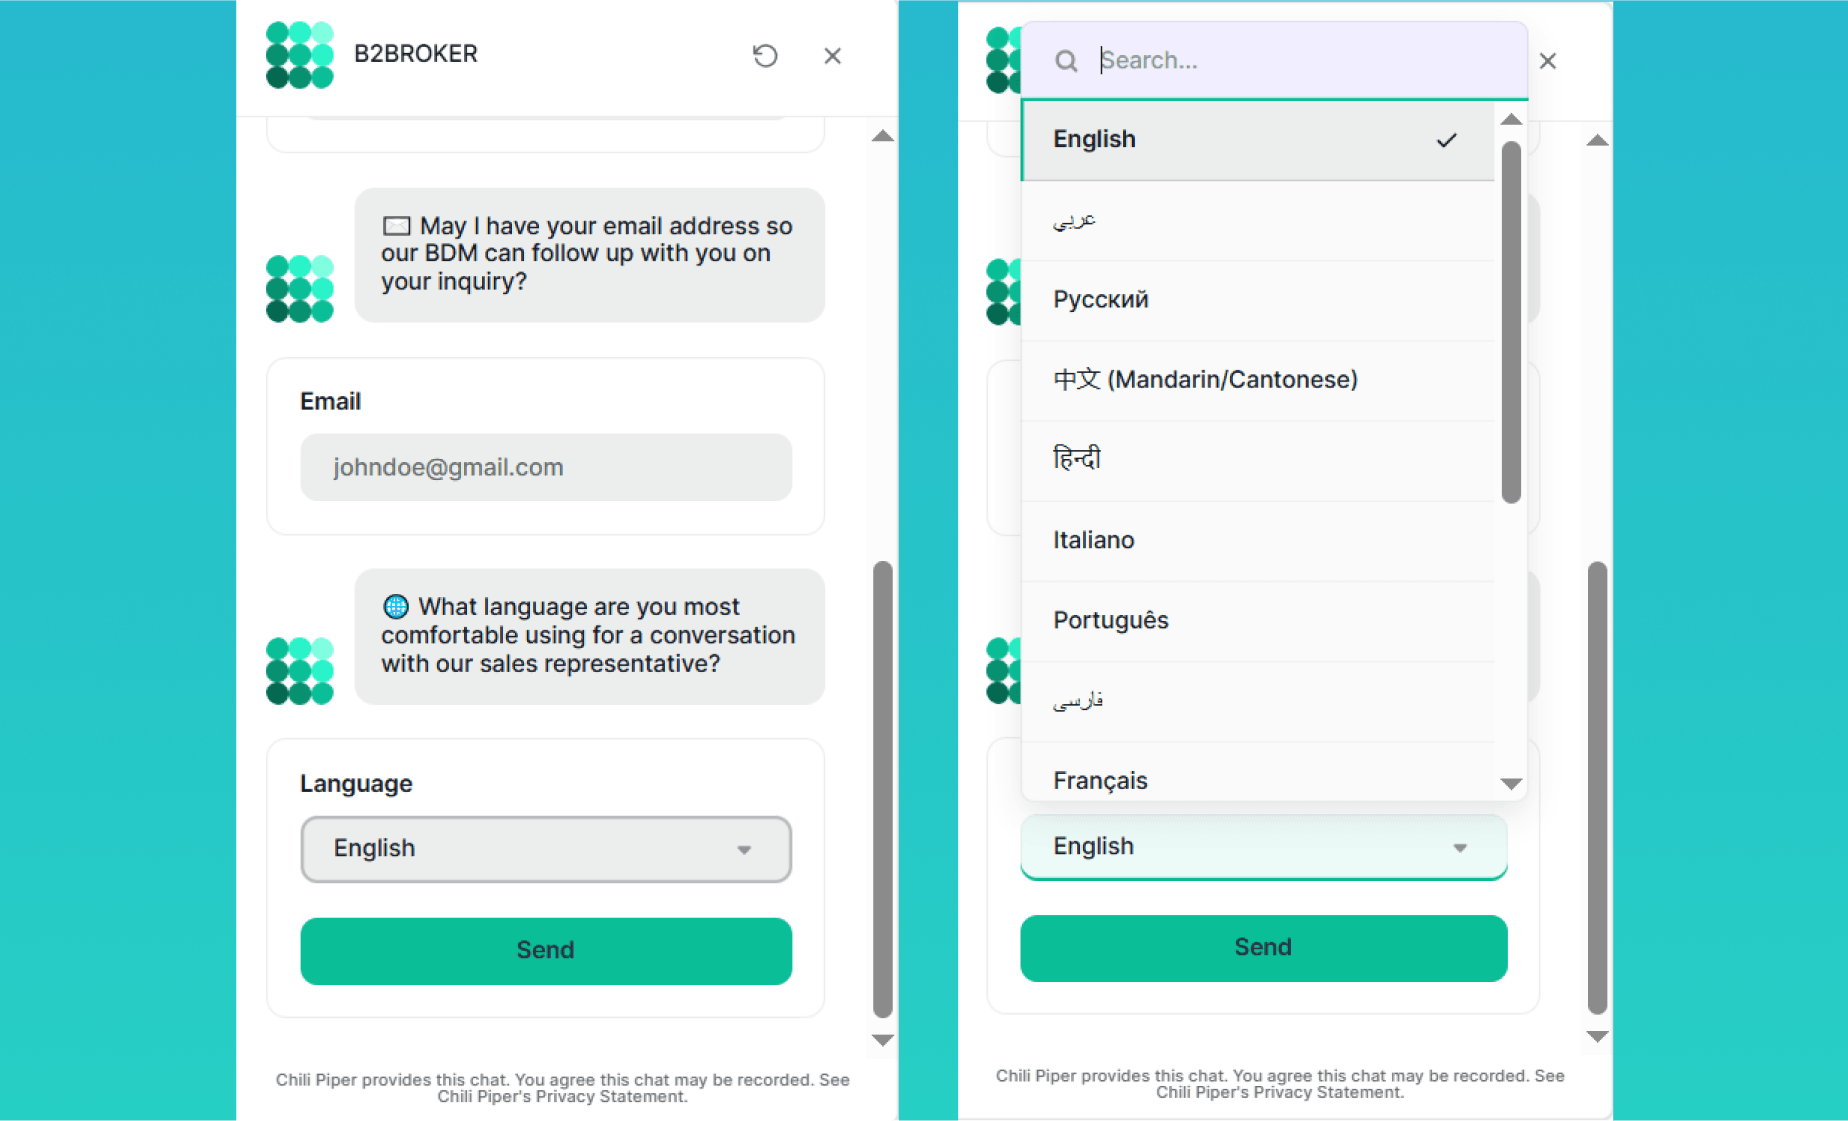 B2BROKER
✉️ May I have your email address so
our BDM can follow up with you on
your inquiry?
Email
johndoe@gmail.com
🌐 What language are you most
comfortable using for a conversation
with our sales representative?
Language
English
Send
Chili Piper provides this chat. You agree this chat may be recorded. See
Chili Piper's Privacy Statement.
Search...
English
عربي
Русский
中文 (Mandarin/Cantonese)
हिन्दी
Italiano
Português
فارسی
Français
English
Send
Chili Piper provides this chat. You agree this chat may be recorded. See
Chili Piper's Privacy Statement.